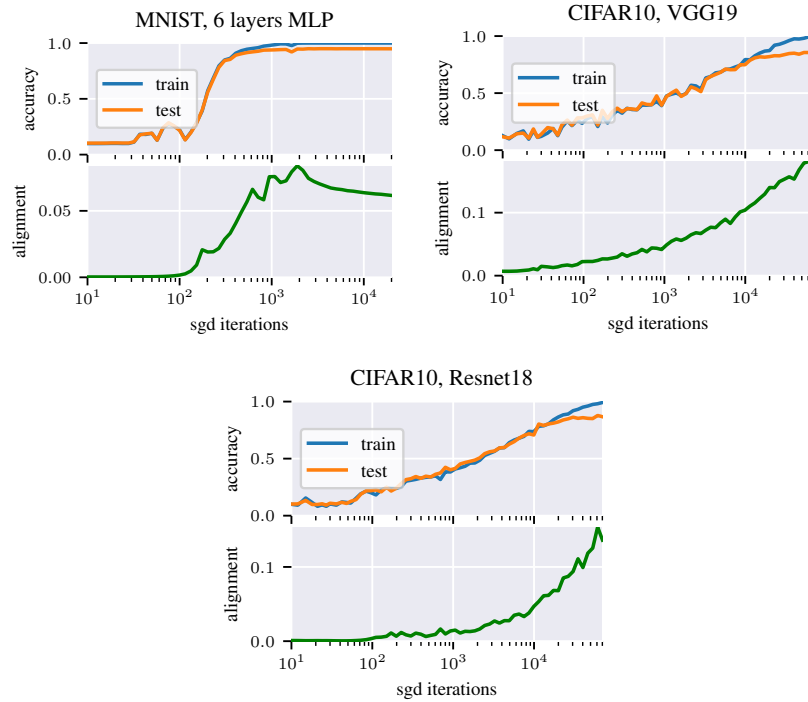 MNIST, 6 layers MLP
1.0
0.5
0.0
accuracy
train
test
0.05
0.00
alignment
10¹ 10² 10³ 10⁴
sgd iterations
CIFAR10, VGG19
1.0
0.5
0.0
accuracy
train
test
0.1
0.0
alignment
10¹ 10² 10³ 10⁴
sgd iterations
CIFAR10, Resnet18
1.0
0.5
0.0
accuracy
train
test
0.1
0.0
alignment
10¹ 10² 10³ 10⁴
sgd iterations